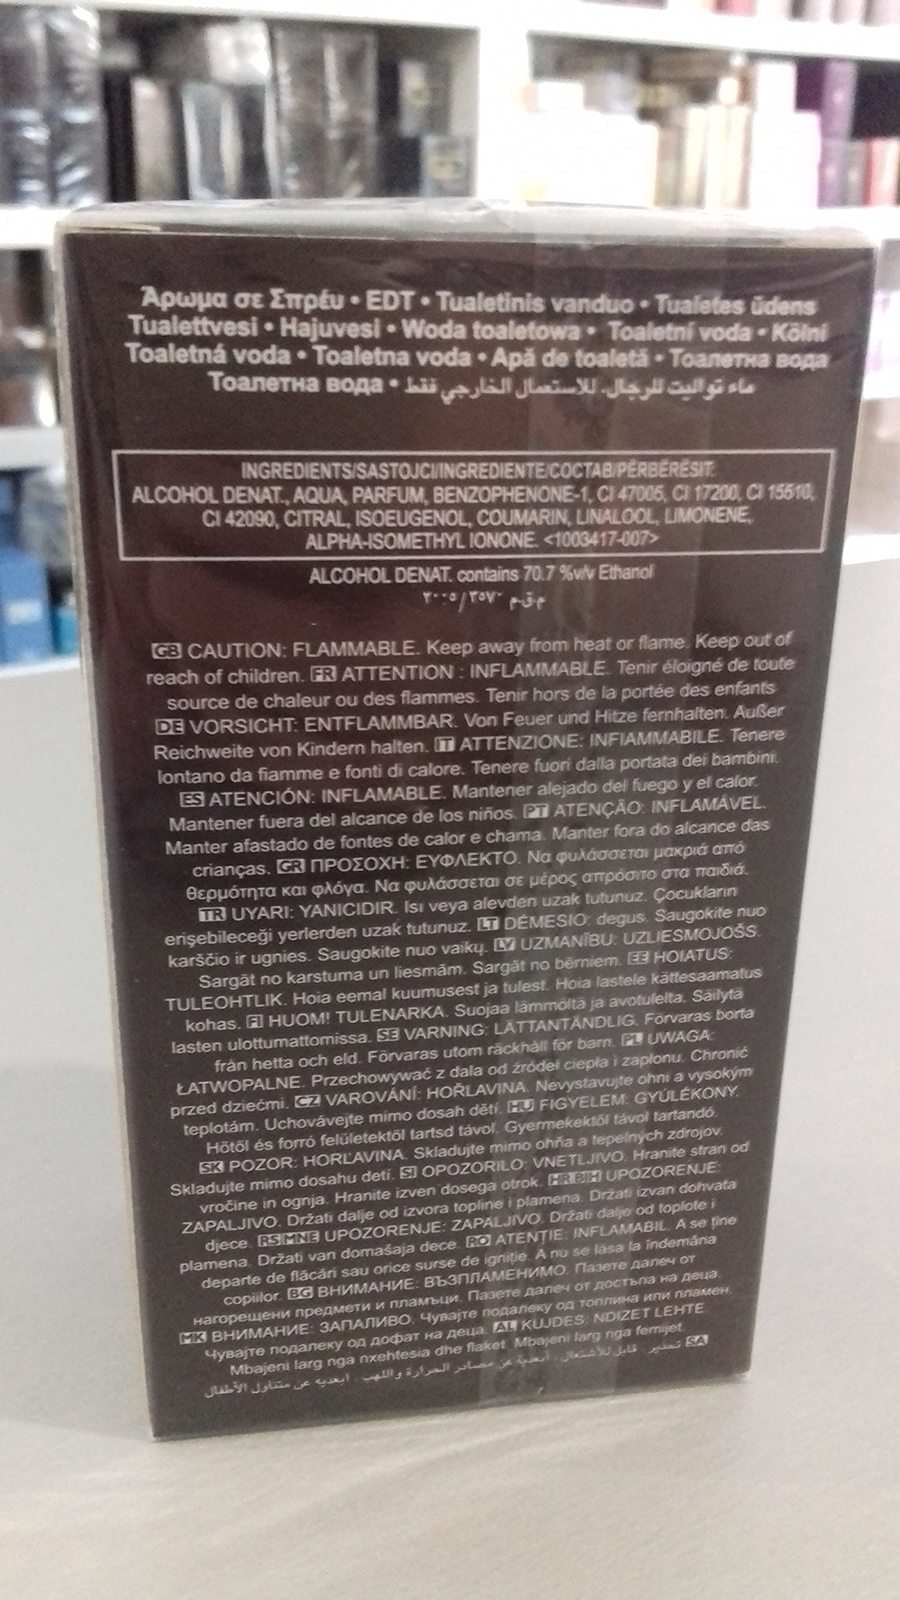 Άρωμα σε Σπρέυ • EDT • Tualetinis vanduo • Tualetes ūdens
Tualettvesi • Hajuvesi • Woda toaletowa • Toaletní voda • Kölni
Toaletná voda • Toaletna voda • Apă de toaletă • Тоалетна вода
Тоалетна вода • ماء تواليت للرجال. للاستعمال الخارجي فقط
INGREDIENTS/SASTOJCI/INGREDIENTE/СОСТАВ/PËRBËRËSIT:
ALCOHOL DENAT., AQUA, PARFUM, BENZOPHENONE-1, CI 47005, CI 17200, CI 15510,
CI 42090, CITRAL, ISOEUGENOL, COUMARIN, LINALOOL, LIMONENE,
ALPHA-ISOMETHYL IONONE. <1003417-007>
ALCOHOL DENAT. contains 70.7 %v/v Ethanol
م.ق.م ٣٥٧٠/٢٠٠٥
GB CAUTION: FLAMMABLE. Keep away from heat or flame. Keep out of
reach of children. FR ATTENTION : INFLAMMABLE. Tenir éloigné de toute
source de chaleur ou des flammes. Tenir hors de la portée des enfants
DE VORSICHT: ENTFLAMMBAR. Von Feuer und Hitze fernhalten. Außer
Reichweite von Kindern halten. IT ATTENZIONE: INFIAMMABILE. Tenere
lontano da fiamme e fonti di calore. Tenere fuori dalla portata dei bambini.
ES ATENCIÓN: INFLAMABLE. Mantener alejado del fuego y el calor.
Mantener fuera del alcance de los niños. PT ATENÇÃO: INFLAMÁVEL.
Manter afastado de fontes de calor e chama. Manter fora do alcance das
crianças. GR ΠΡΟΣΟΧΗ: ΕΥΦΛΕΚΤΟ. Να φυλάσσεται μακριά από
θερμότητα και φλόγα. Να φυλάσσεται σε μέρος απρόσιτο στα παιδιά.
TR UYARI: YANICIDIR. Isı veya alevden uzak tutunuz. Çocukların
erişebileceği yerlerden uzak tutunuz. LT DĖMESIO: degus. Saugokite nuo
karščio ir ugnies. Saugokite nuo vaikų. LV UZMANĪBU: UZLIESMOJOŠS.
Sargāt no karstuma un liesmām. Sargāt no bērniem. EE HOIATUS:
TULEOHTLIK. Hoia eemal kuumusest ja tulest. Hoia lastele kättesaamatus
kohas. FI HUOM! TULENARKA. Suojaa lämmöltä ja avotulelta. Säilytä
lasten ulottumattomissa. SE VARNING: LÄTTANTÄNDLIG. Förvaras borta
från hetta och eld. Förvaras utom räckhåll för barn. PL UWAGA:
ŁATWOPALNE. Przechowywać z dala od źródeł ciepła i zapłonu. Chronić
przed dziećmi. CZ VAROVÁNÍ: HOŘLAVINA. Nevystavujte ohni a vysokým
teplotám. Uchovávejte mimo dosah dětí. HU FIGYELEM: GYÚLÉKONY.
Hőtől és forró felületektől tartsd távol. Gyermekektől távol tartandó.
SK POZOR: HORĽAVINA. Skladujte mimo ohňa a tepelných zdrojov.
Skladujte mimo dosahu detí. SI OPOZORILO: VNETLJIVO. Hranite stran od
vročine in ognja. Hranite izven dosega otrok. HR BIH UPOZORENJE:
ZAPALJIVO. Držati dalje od izvora topline i plamena. Držati izvan dohvata
djece. RS MNE UPOZORENJE: ZAPALJIVO. Držati dalje od toplote i
plamena. Držati van domašaja dece. RO ATENŢIE: INFLAMABIL. A se ţine
departe de flăcări sau orice surse de igniţie. A nu se lăsa la îndemâna
copiilor. BG ВНИМАНИЕ: ВЪЗПЛАМЕНИМО. Пазете далеч от
нагорещени предмети и пламъци. Пазете далеч от достъпа на деца.
MK ВНИМАНИЕ: ЗАПАЛИВО. Чувајте подалеку од топлина или пламен.
Чувајте подалеку од дофат на деца. AL KUJDES: NDIZET LEHTE
Mbajeni larg nga nxehtesia dhe flaket. Mbajeni larg nga femijet. SA تحذير: قابل للاشتعال. أبعديه عن مصادر الحرارة واللهب. ابعديه عن متناول الأطفال